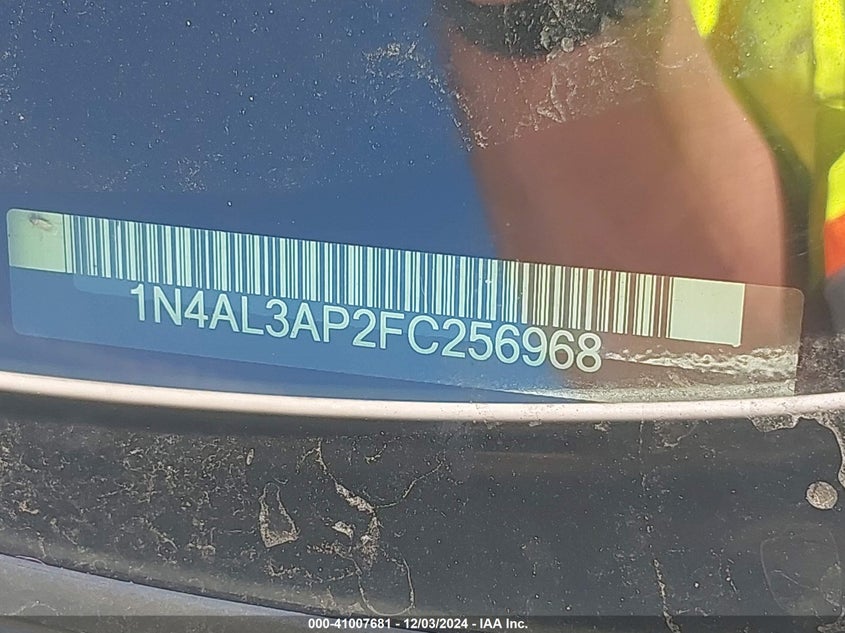 1N4AL3AP2FC256968
000-41007681 - 12/03/2024 - IAA Inc.